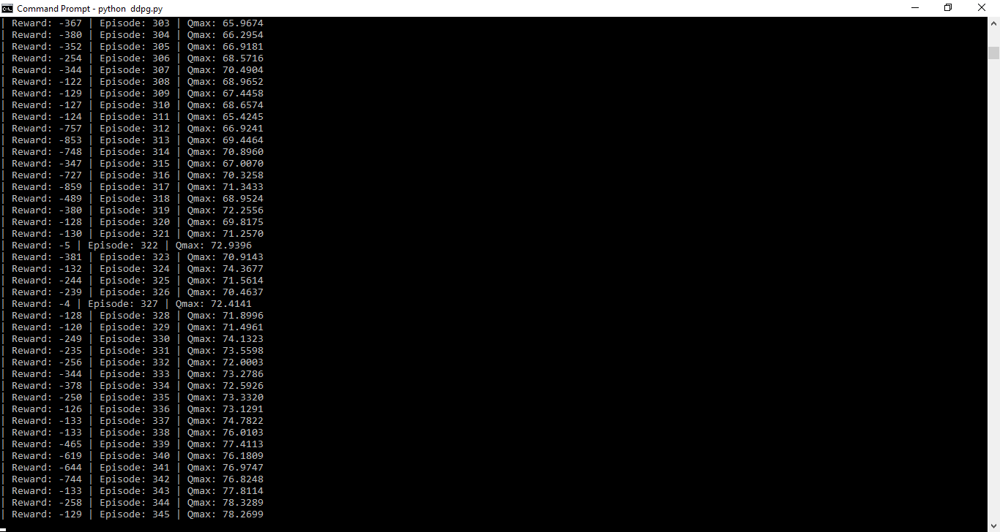 Command Prompt - python  ddpg.py
| Reward: -367 | Episode: 303 | Qmax: 65.9674
| Reward: -380 | Episode: 304 | Qmax: 66.2954
| Reward: -352 | Episode: 305 | Qmax: 66.9181
| Reward: -254 | Episode: 306 | Qmax: 68.5716
| Reward: -344 | Episode: 307 | Qmax: 70.4904
| Reward: -122 | Episode: 308 | Qmax: 68.9652
| Reward: -129 | Episode: 309 | Qmax: 67.4458
| Reward: -127 | Episode: 310 | Qmax: 68.6574
| Reward: -124 | Episode: 311 | Qmax: 65.4245
| Reward: -757 | Episode: 312 | Qmax: 66.9241
| Reward: -853 | Episode: 313 | Qmax: 69.4464
| Reward: -748 | Episode: 314 | Qmax: 70.8960
| Reward: -347 | Episode: 315 | Qmax: 67.0070
| Reward: -727 | Episode: 316 | Qmax: 70.3258
| Reward: -859 | Episode: 317 | Qmax: 71.3433
| Reward: -489 | Episode: 318 | Qmax: 68.9524
| Reward: -380 | Episode: 319 | Qmax: 72.2556
| Reward: -128 | Episode: 320 | Qmax: 69.8175
| Reward: -130 | Episode: 321 | Qmax: 71.2570
| Reward: -5 | Episode: 322 | Qmax: 72.9396
| Reward: -381 | Episode: 323 | Qmax: 70.9143
| Reward: -132 | Episode: 324 | Qmax: 74.3677
| Reward: -244 | Episode: 325 | Qmax: 71.5614
| Reward: -239 | Episode: 326 | Qmax: 70.4637
| Reward: -4 | Episode: 327 | Qmax: 72.4141
| Reward: -128 | Episode: 328 | Qmax: 71.8996
| Reward: -120 | Episode: 329 | Qmax: 71.4961
| Reward: -249 | Episode: 330 | Qmax: 74.1323
| Reward: -235 | Episode: 331 | Qmax: 73.5598
| Reward: -256 | Episode: 332 | Qmax: 72.0003
| Reward: -344 | Episode: 333 | Qmax: 73.2786
| Reward: -378 | Episode: 334 | Qmax: 72.5926
| Reward: -250 | Episode: 335 | Qmax: 73.3320
| Reward: -126 | Episode: 336 | Qmax: 73.1291
| Reward: -133 | Episode: 337 | Qmax: 74.7822
| Reward: -133 | Episode: 338 | Qmax: 76.0103
| Reward: -465 | Episode: 339 | Qmax: 77.4113
| Reward: -619 | Episode: 340 | Qmax: 76.1809
| Reward: -644 | Episode: 341 | Qmax: 76.9747
| Reward: -744 | Episode: 342 | Qmax: 76.8248
| Reward: -133 | Episode: 343 | Qmax: 77.8114
| Reward: -258 | Episode: 344 | Qmax: 78.3289
| Reward: -129 | Episode: 345 | Qmax: 78.2699